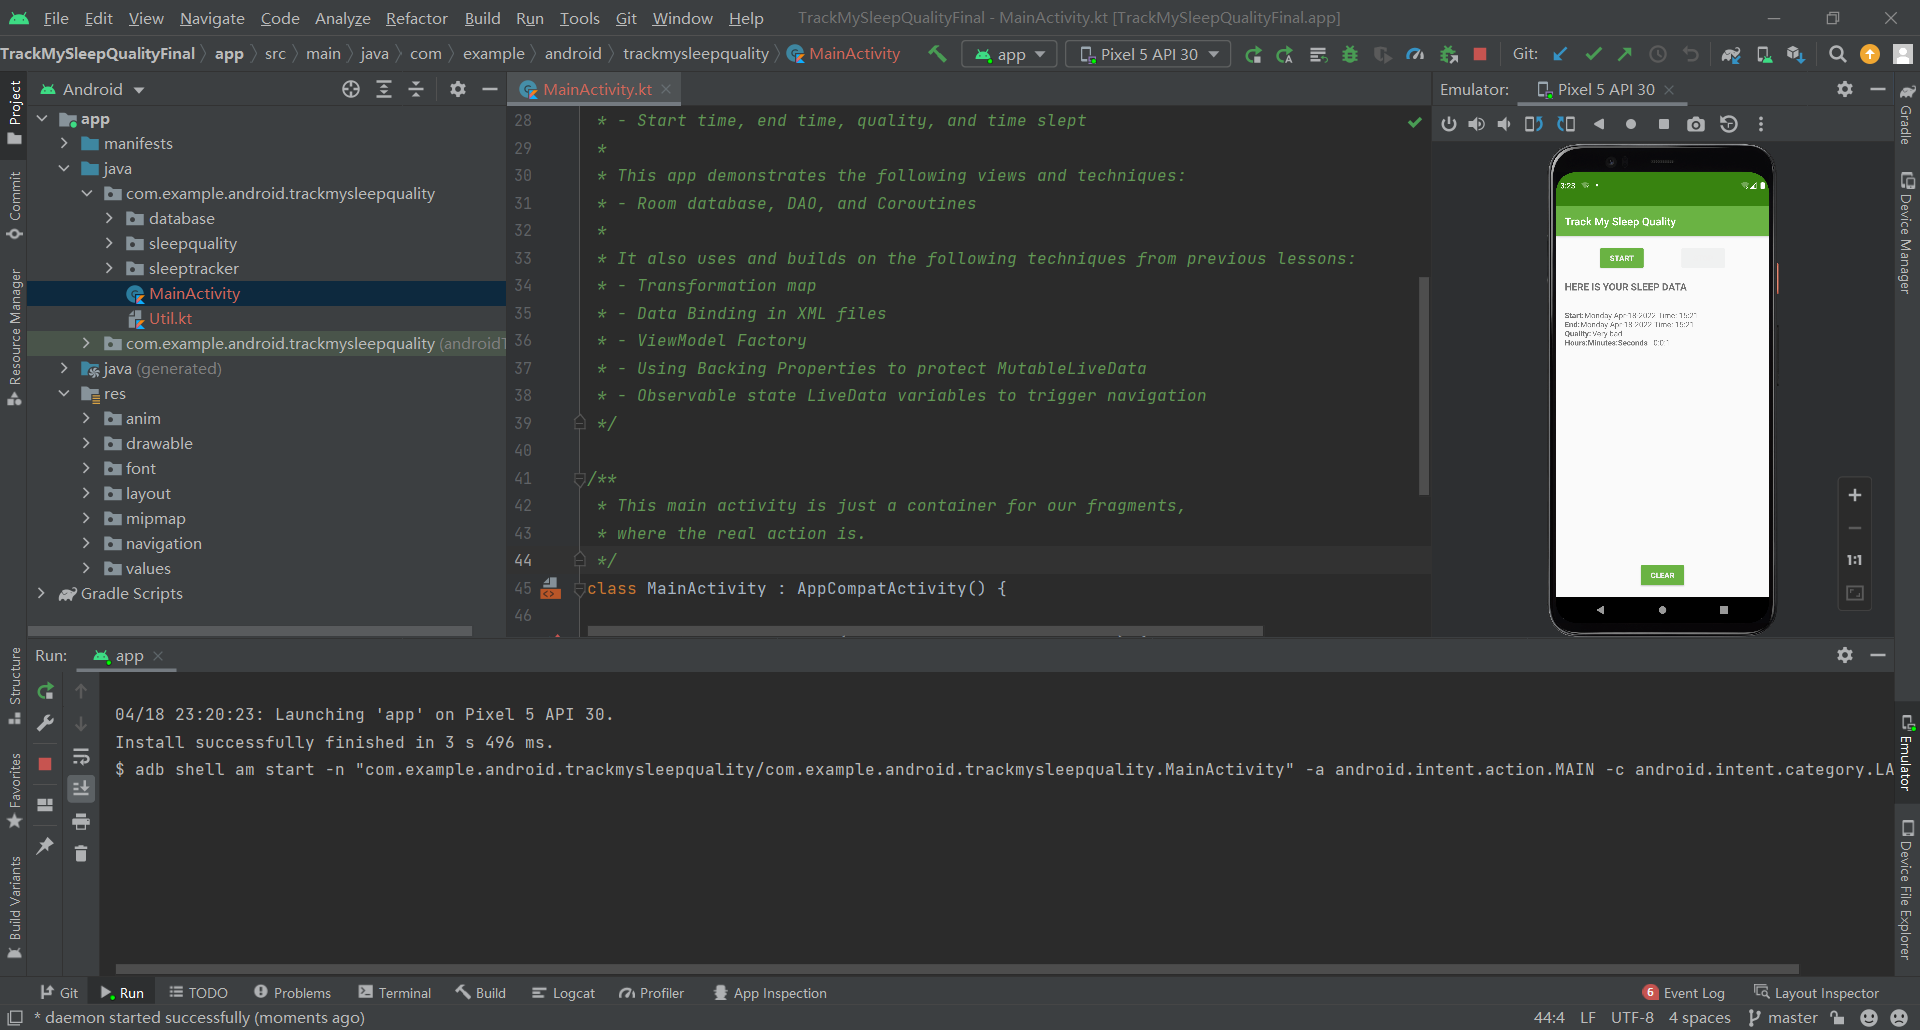 File Edit View Navigate Code Analyze Refactor Build Run Tools Git Window Help TrackMySleepQualityFinal - MainActivity.kt [TrackMySleepQualityFinal.app]
TrackMySleepQualityFinal app src main java com example android trackmysleepquality MainActivity app Pixel 5 API 30 Git:
Project
Commit
Resource Manager
Structure
Favorites
Build Variants
Android
app
manifests
java
com.example.android.trackmysleepquality
database
sleepquality
sleeptracker
MainActivity
Util.kt
com.example.android.trackmysleepquality (androidT
java (generated)
res
anim
drawable
font
layout
mipmap
navigation
values
Gradle Scripts
MainActivity.kt
28 * - Start time, end time, quality, and time slept
29 *
30 * This app demonstrates the following views and techniques:
31 * - Room database, DAO, and Coroutines
32 *
33 * It also uses and builds on the following techniques from previous lessons:
34 * - Transformation map
35 * - Data Binding in XML files
36 * - ViewModel Factory
37 * - Using Backing Properties to protect MutableLiveData
38 * - Observable state LiveData variables to trigger navigation
39 */
40
41 /**
42 * This main activity is just a container for our fragments,
43 * where the real action is.
44 */
45 class MainActivity : AppCompatActivity() {
46
Emulator: Pixel 5 API 30
3:23
Track My Sleep Quality
START
HERE IS YOUR SLEEP DATA
Start: Monday Apr-18-2022 Time: 15:21
End: Monday Apr-18-2022 Time: 15:21
Quality: Very bad
Hours:Minutes:Seconds 0:0:1
CLEAR
1:1
Gradle
Device Manager
Emulator
Device File Explorer
Run: app
04/18 23:20:23: Launching 'app' on Pixel 5 API 30.
Install successfully finished in 3 s 496 ms.
$ adb shell am start -n "com.example.android.trackmysleepquality/com.example.android.trackmysleepquality.MainActivity" -a android.intent.action.MAIN -c android.intent.category.LA
Git Run TODO Problems Terminal Build Logcat Profiler App Inspection 6 Event Log Layout Inspector
* daemon started successfully (moments ago) 44:4 LF UTF-8 4 spaces master